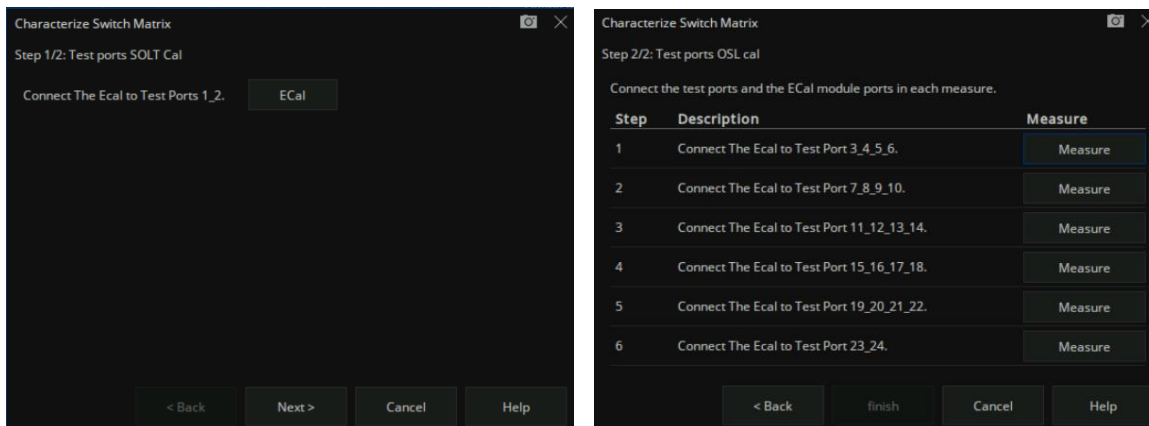 Characterize Switch Matrix
Step 1/2: Test ports SOLT Cal
Connect The Ecal to Test Ports 1_2. ECal
< Back Next > Cancel Help
Characterize Switch Matrix
Step 2/2: Test ports OSL cal
Connect the test ports and the ECal module ports in each measure.
Step Description Measure
1 Connect The Ecal to Test Port 3_4_5_6. Measure
2 Connect The Ecal to Test Port 7_8_9_10. Measure
3 Connect The Ecal to Test Port 11_12_13_14. Measure
4 Connect The Ecal to Test Port 15_16_17_18. Measure
5 Connect The Ecal to Test Port 19_20_21_22. Measure
6 Connect The Ecal to Test Port 23_24. Measure
< Back finish Cancel Help